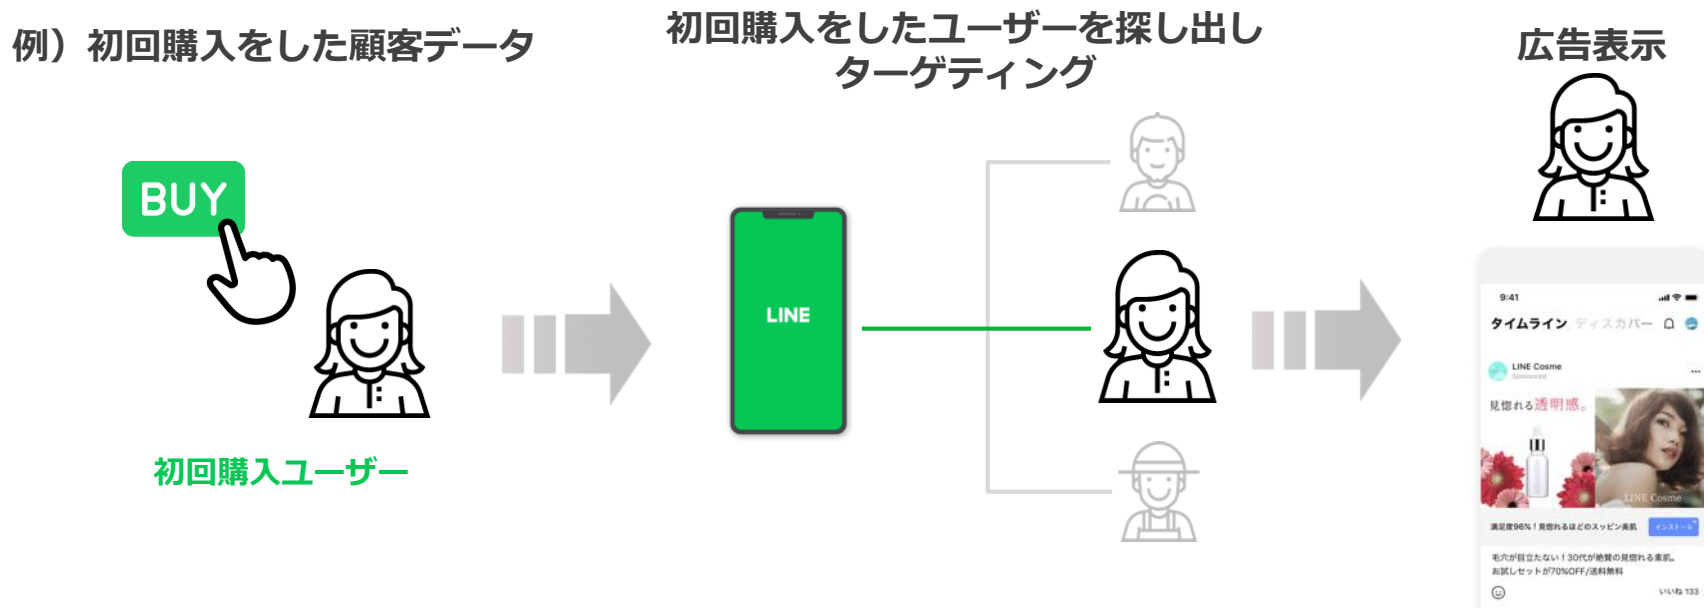 例）初回購入をした顧客データ
初回購入をしたユーザーを探し出し
ターゲティング
広告表示
BUY
初回購入ユーザー
LINE
9:41
タイムライン ディスカバー
LINE Cosme
Sponsored
見惚れる透明感。
LINE Cosme
満足度96%！見惚れるほどのスッピン美肌
インストール
毛穴が目立たない！30代が絶賛の見惚れる素肌。
お試しセットが70%OFF/送料無料
いいね 133